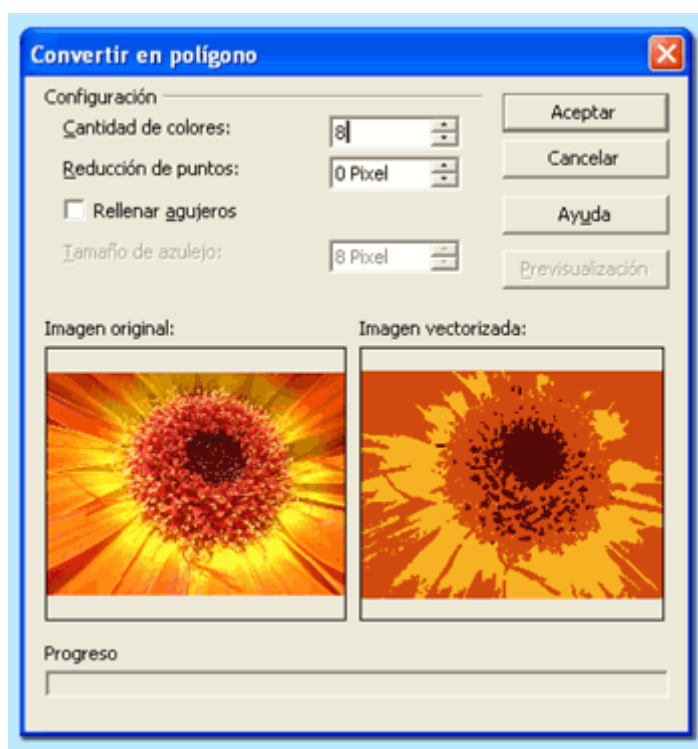 Convertir en polígono
Configuración
Cantidad de colores:
8
Reducción de puntos:
0 Pixel
Rellenar agujeros
Tamaño de azulejo:
8 Pixel
Aceptar
Cancelar
Ayuda
Previsualización
Imagen original:
Imagen vectorizada:
Progreso